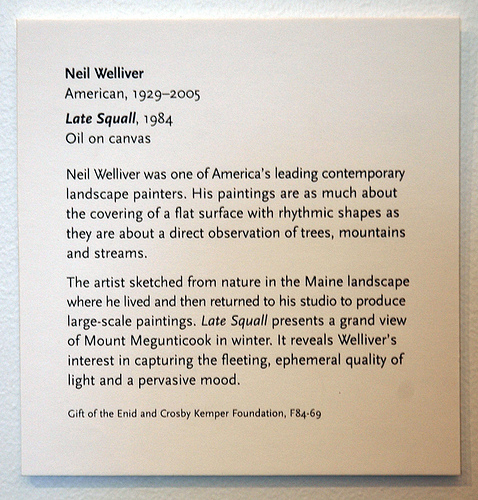 Neil Welliver
American, 1929–2005
Late Squall, 1984
Oil on canvas
Neil Welliver was one of America's leading contemporary
landscape painters. His paintings are as much about
the covering of a flat surface with rhythmic shapes as
they are about a direct observation of trees, mountains
and streams.
The artist sketched from nature in the Maine landscape
where he lived and then returned to his studio to produce
large-scale paintings. Late Squall presents a grand view
of Mount Megunticook in winter. It reveals Welliver's
interest in capturing the fleeting, ephemeral quality of
light and a pervasive mood.
Gift of the Enid and Crosby Kemper Foundation, F84-69